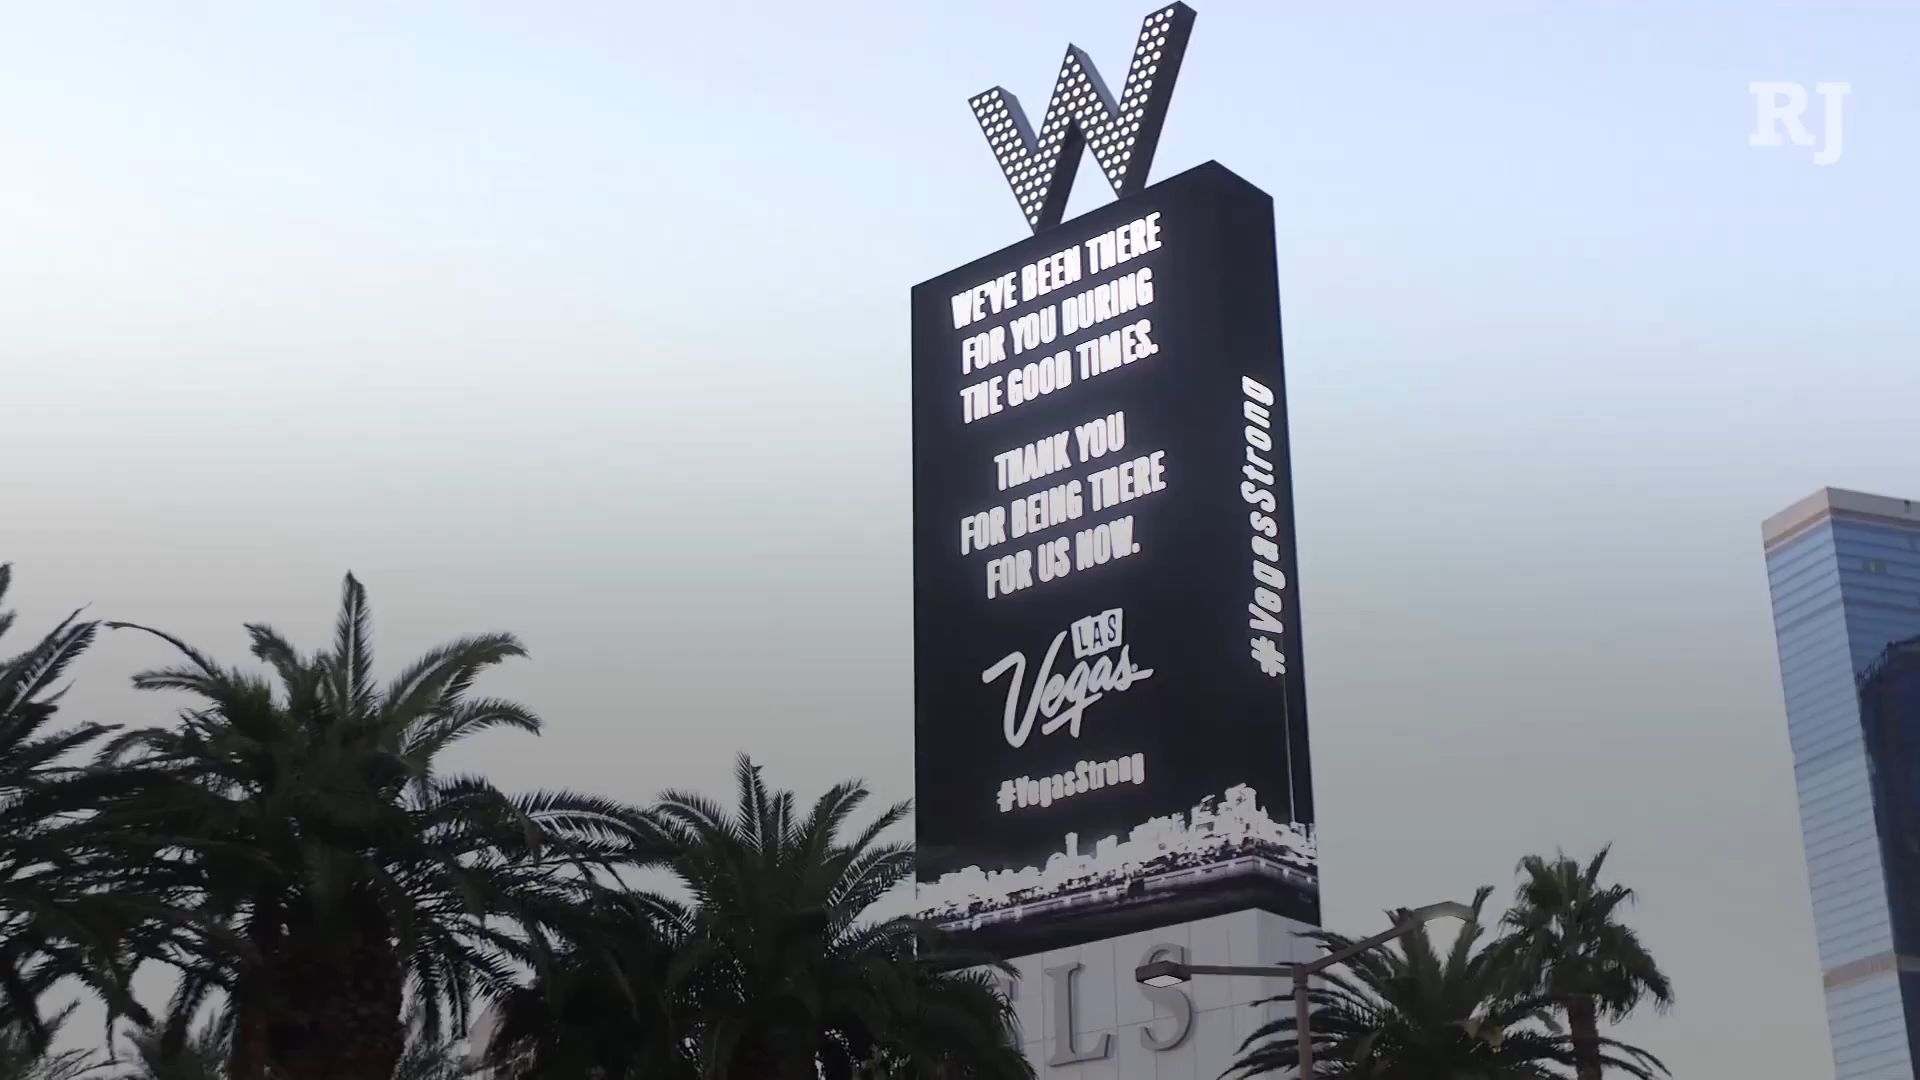 W
RJ
WE'VE BEEN THERE
FOR YOU DURING
THE GOOD TIMES.
THANK YOU
FOR BEING THERE
FOR US NOW.
LAS
Vegas
#VegasStrong
#VegasStrong
LS